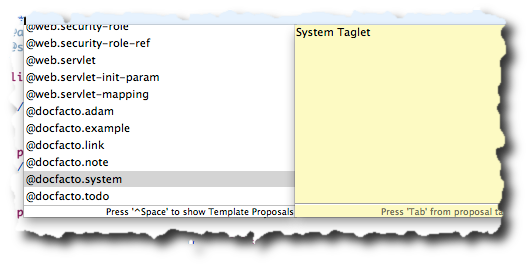 @web.security-role
@web.security-role-ref
@web.servlet
@web.servlet-init-param
@web.servlet-mapping
@docfacto.adam
@docfacto.example
@docfacto.link
@docfacto.note
@docfacto.system
@docfacto.todo
Press '^Space' to show Template Proposals
System Taglet
Press 'Tab' from proposal ta